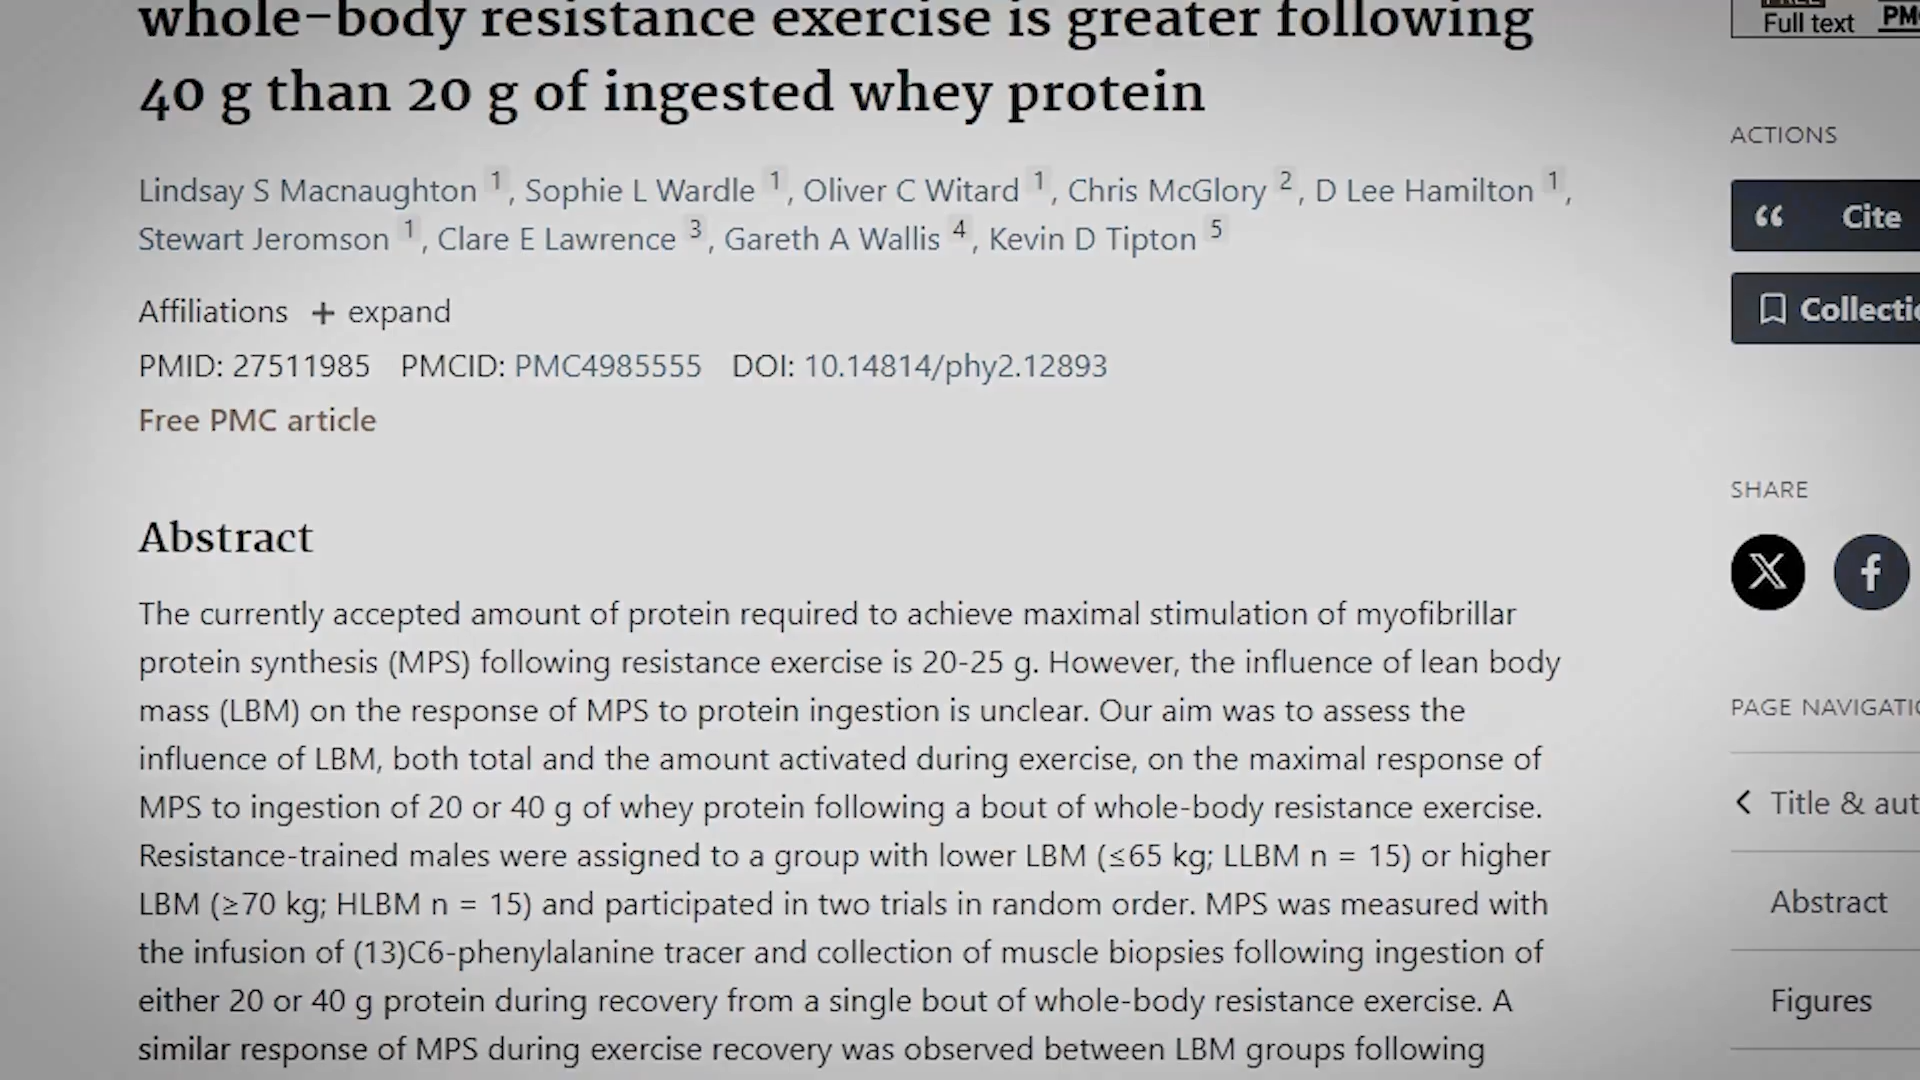 whole-body resistance exercise is greater following
40 g than 20 g of ingested whey protein
Lindsay S Macnaughton 1, Sophie L Wardle 1, Oliver C Witard 1, Chris McGlory 2, D Lee Hamilton 1,
Stewart Jeromson 1, Clare E Lawrence 3, Gareth A Wallis 4, Kevin D Tipton 5
Affiliations + expand
PMID: 27511985 PMCID: PMC4985555 DOI: 10.14814/phy2.12893
Free PMC article
Abstract
The currently accepted amount of protein required to achieve maximal stimulation of myofibrillar
protein synthesis (MPS) following resistance exercise is 20-25 g. However, the influence of lean body
mass (LBM) on the response of MPS to protein ingestion is unclear. Our aim was to assess the
influence of LBM, both total and the amount activated during exercise, on the maximal response of
MPS to ingestion of 20 or 40 g of whey protein following a bout of whole-body resistance exercise.
Resistance-trained males were assigned to a group with lower LBM (≤65 kg; LLBM n = 15) or higher
LBM (≥70 kg; HLBM n = 15) and participated in two trials in random order. MPS was measured with
the infusion of (13)C6-phenylalanine tracer and collection of muscle biopsies following ingestion of
either 20 or 40 g protein during recovery from a single bout of whole-body resistance exercise. A
similar response of MPS during exercise recovery was observed between LBM groups following
Full text
PM
ACTIONS
Cite
Collectio
SHARE
PAGE NAVIGATIO
Title & aut
Abstract
Figures